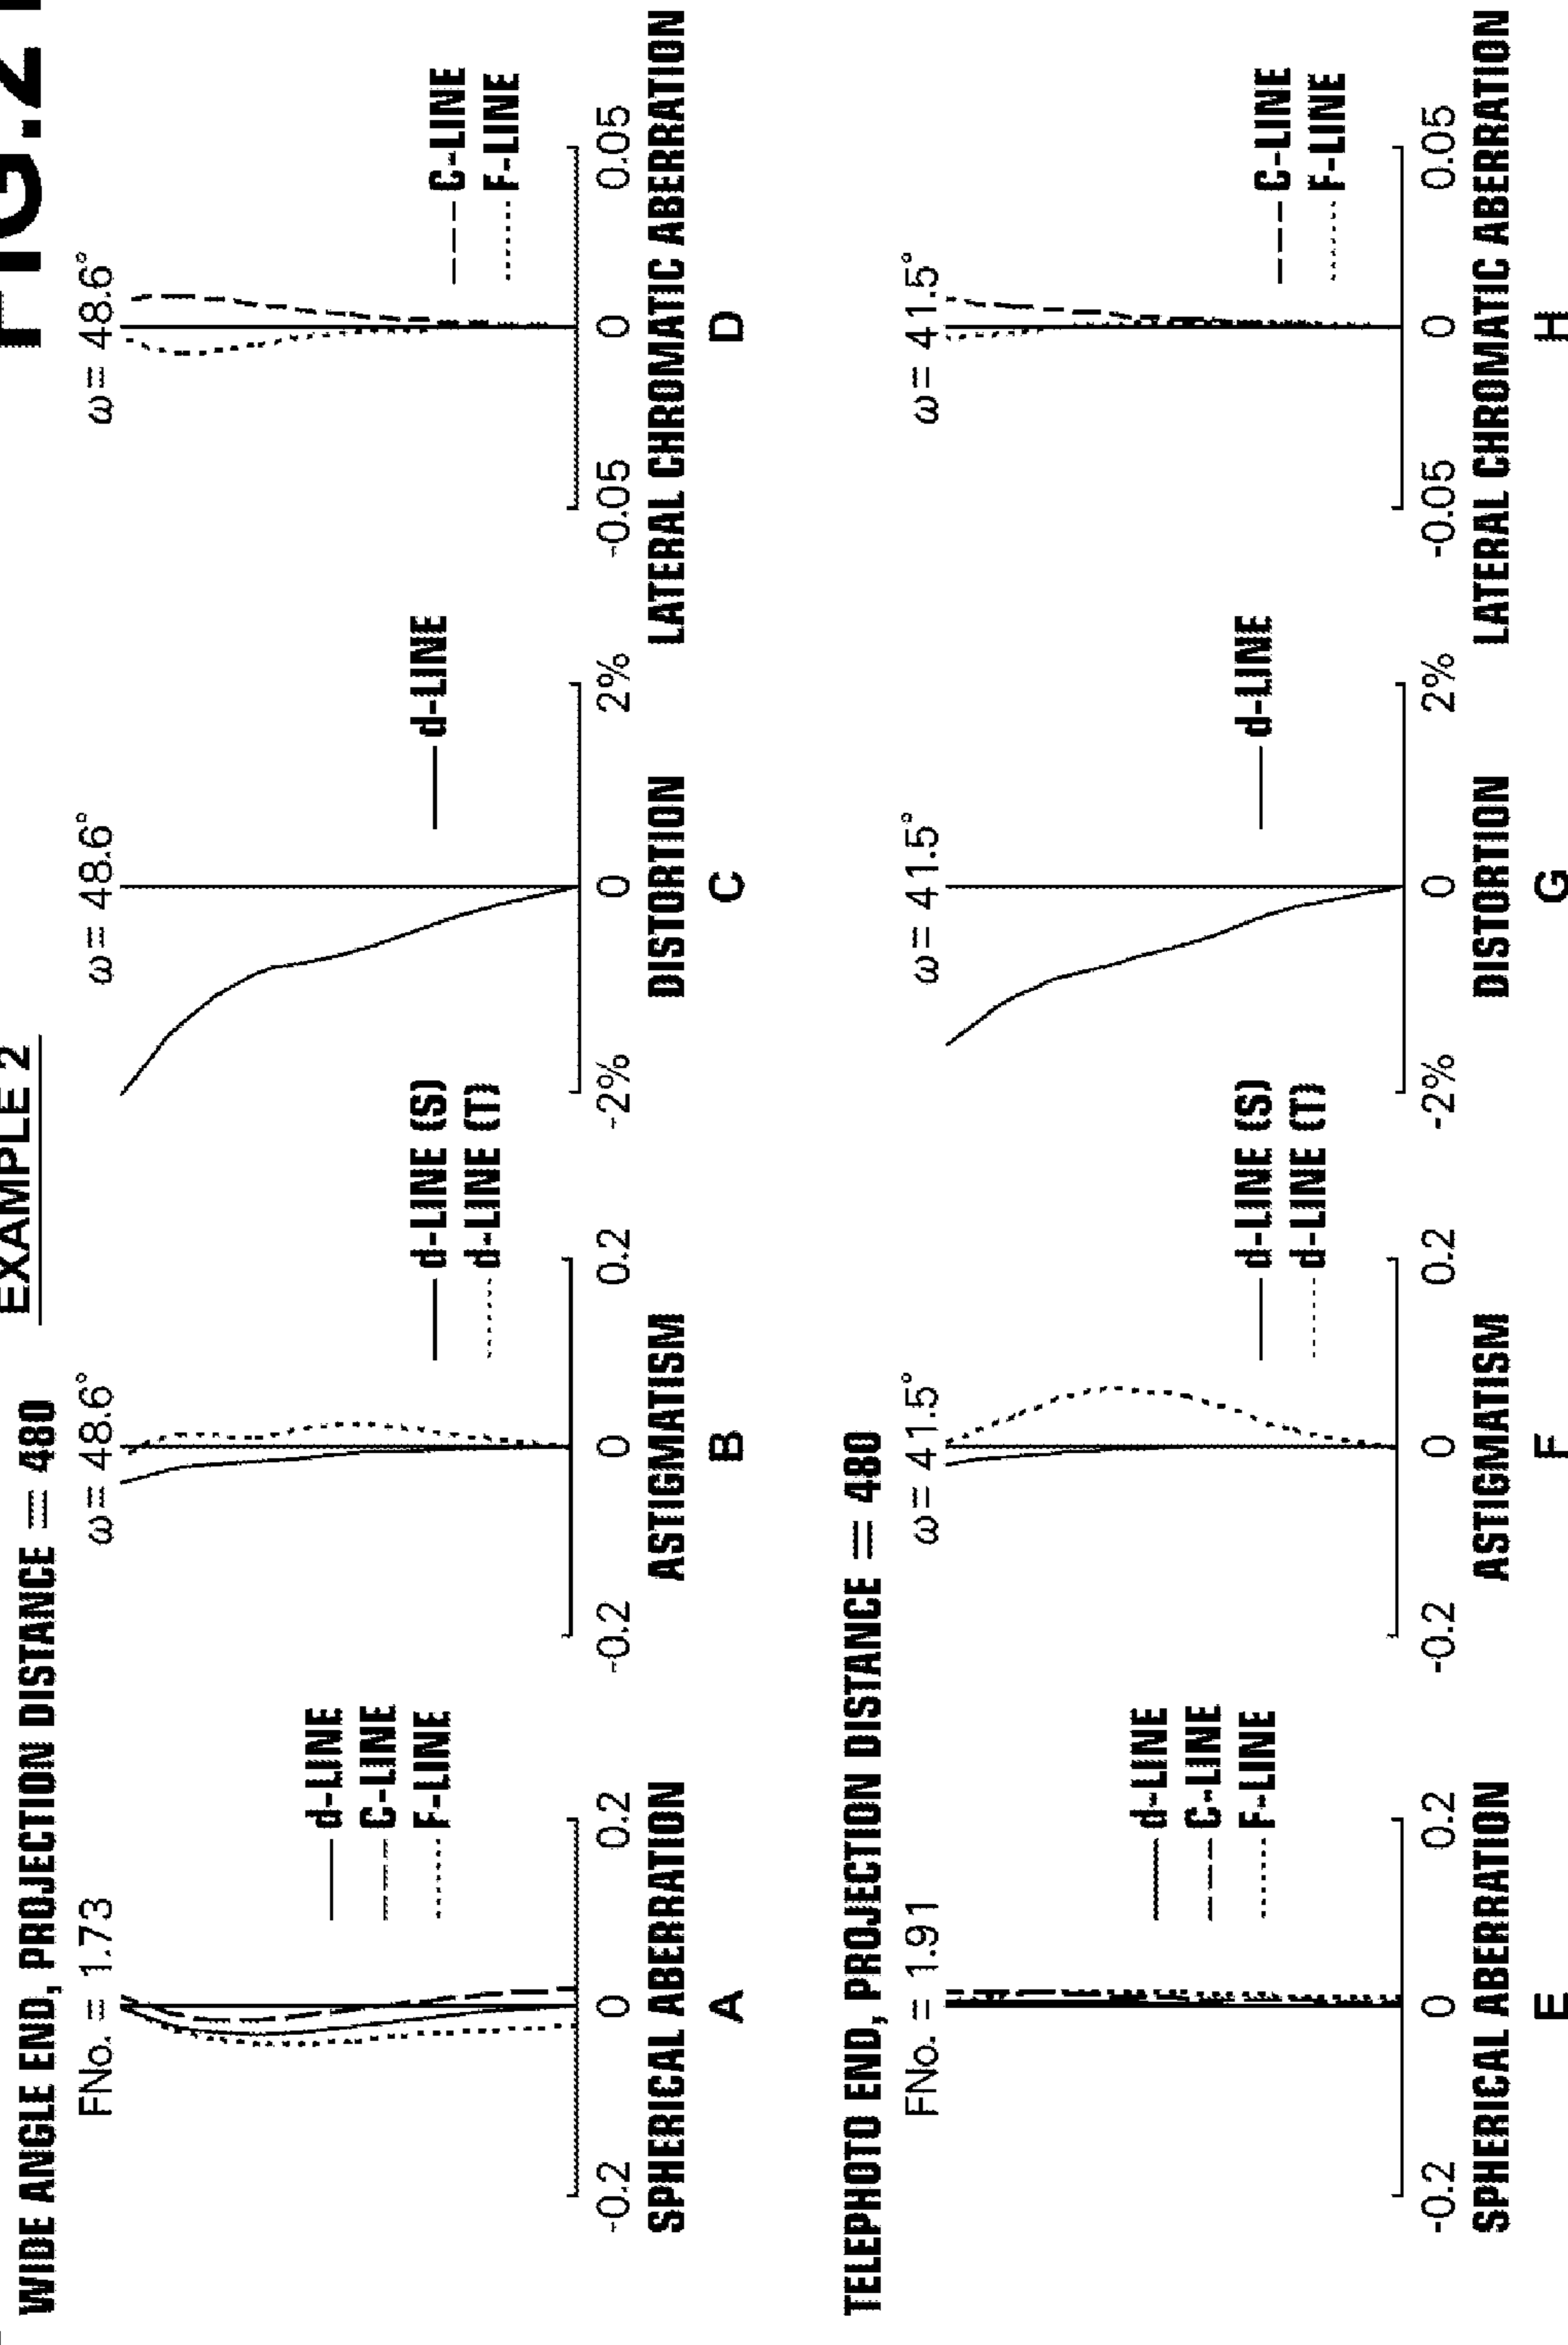 EXAMPLE 2
WIDE ANGLE END, PROJECTION DISTANCE = 480
FNo. = 1.73
d-LINE
C-LINE
F-LINE
-0.2 0 0.2
SPHERICAL ABERRATION
A
ω = 48.6°
d-LINE (S)
d-LINE (T)
-0.2 0 0.2
ASTIGMATISM
B
ω = 48.6°
d-LINE
-2% 0 2%
DISTORTION
C
ω = 48.6°
C-LINE
F-LINE
-0.05 0 0.05
LATERAL CHROMATIC ABERRATION
D
TELEPHOTO END, PROJECTION DISTANCE = 480
FNo. = 1.91
d-LINE
C-LINE
F-LINE
-0.2 0 0.2
SPHERICAL ABERRATION
E
ω = 41.5°
d-LINE (S)
d-LINE (T)
-0.2 0 0.2
ASTIGMATISM
F
ω = 41.5°
d-LINE
-2% 0 2%
DISTORTION
G
ω = 41.5°
C-LINE
F-LINE
-0.05 0 0.05
LATERAL CHROMATIC ABERRATION
H